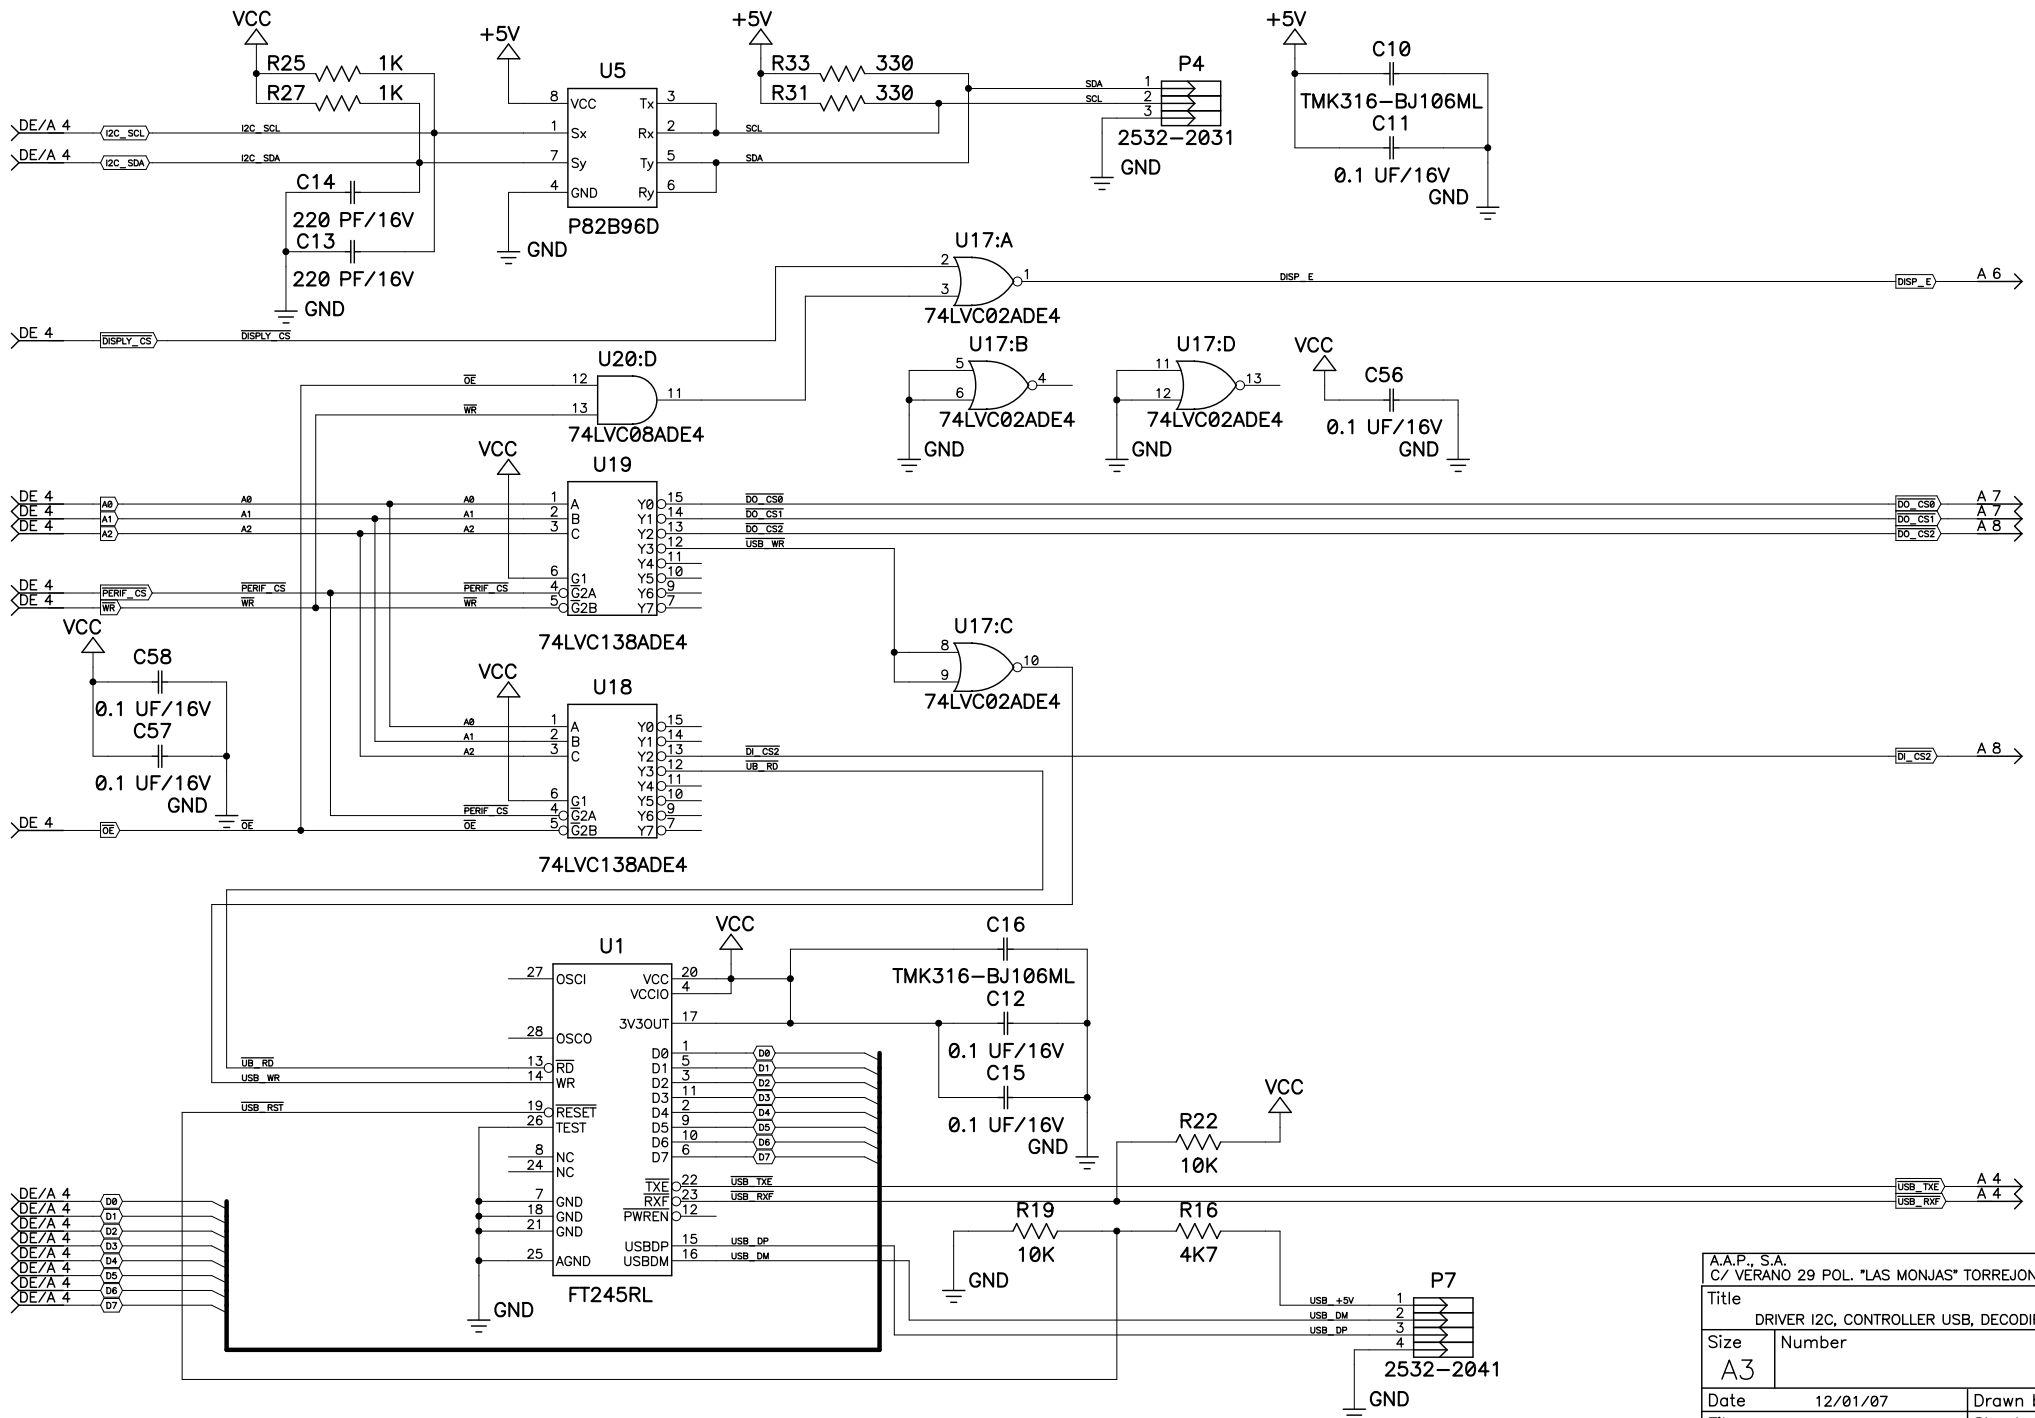 VCC
+5V
+5V
+5V
R25 1K
R27 1K
U5
R33 330
R31 330
P4
C10
TMK316-BJ106ML
C11
0.1 UF/16V
GND
8 VCC Tx 3
1 Sx Rx 2
7 Sy Ty 5
4 GND Ry 6
P82B96D
GND
SDA 1
SCL 2
3
2532-2031
GND
DE/A 4 I2C_SCL I2C_SCL
DE/A 4 I2C_SDA I2C_SDA
SCL
SDA
C14
220 PF/16V
C13
220 PF/16V
GND
U17:A
2
3
1
74LVC02ADE4
DISP_E DISP_E A 6
DE 4 DISPLY_CS DISPLY_CS
U20:D
OE 12
WR 13
11
74LVC08ADE4
U17:B
5
6
4
74LVC02ADE4
GND
U17:D
11
12
13
74LVC02ADE4
GND
VCC
C56
0.1 UF/16V
GND
VCC
U19
DE 4 A0 A0 A0 1 A Y0 15 DO_CS0 DO_CS0 A 7
DE 4 A1 A1 A1 2 B Y1 14 DO_CS1 DO_CS1 A 7
DE 4 A2 A2 A2 3 C Y2 13 DO_CS2 DO_CS2 A 8
Y3 12 USB_WR
Y4 11
6 G1 Y5 10
DE 4 PERIF_CS PERIF_CS PERIF_CS 4 G2A Y6 9
DE 4 WR WR WR 5 G2B Y7 7
74LVC138ADE4
VCC
C58
0.1 UF/16V
C57
0.1 UF/16V
GND
U17:C
8
9
10
74LVC02ADE4
VCC
U18
A0 1 A Y0 15
A1 2 B Y1 14
A2 3 C Y2 13 DI_CS2 DI_CS2 A 8
Y3 12 UB_RD
Y4 11
6 G1 Y5 10
PERIF_CS 4 G2A Y6 9
DE 4 OE OE OE 5 G2B Y7 7
74LVC138ADE4
VCC
U1
C16
TMK316-BJ106ML
C12
0.1 UF/16V
C15
0.1 UF/16V
GND
27 OSCI VCC 20
VCCIO 4
3V3OUT 17
28 OSCO
D0 1 D0
UB_RD 13 RD D1 5 D1
USB_WR 14 WR D2 3 D2
D3 11 D3
USB_RST 19 RESET D4 2 D4
26 TEST D5 9 D5
D6 10 D6
8 NC D7 6 D7
24 NC
TXE 22 USB_TXE USB_TXE A 4
7 GND RXF 23 USB_RXF USB_RXF A 4
18 GND PWREN 12
21 GND
USBDP 15 USB_DP
25 AGND USBDM 16 USB_DM
FT245RL
GND
VCC
R22
10K
R19
10K
GND
R16
4K7
DE/A 4 D0
DE/A 4 D1
DE/A 4 D2
DE/A 4 D3
DE/A 4 D4
DE/A 4 D5
DE/A 4 D6
DE/A 4 D7
P7
USB_+5V 1
USB_DM 2
USB_DP 3
4
2532-2041
GND
A.A.P., S.A.
C/ VERANO 29 POL. "LAS MONJAS" TORREJON
Title
DRIVER I2C, CONTROLLER USB, DECODI
Size Number
A3
Date 12/01/07 Drawn